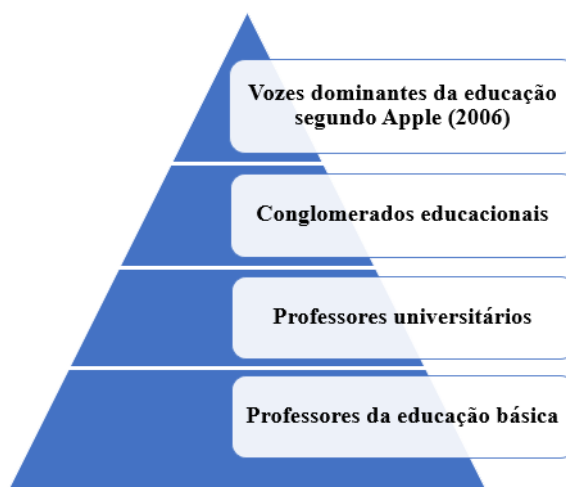 Vozes dominantes da educação
segundo Apple (2006)
Conglomerados educacionais
Professores universitários
Professores da educação básica